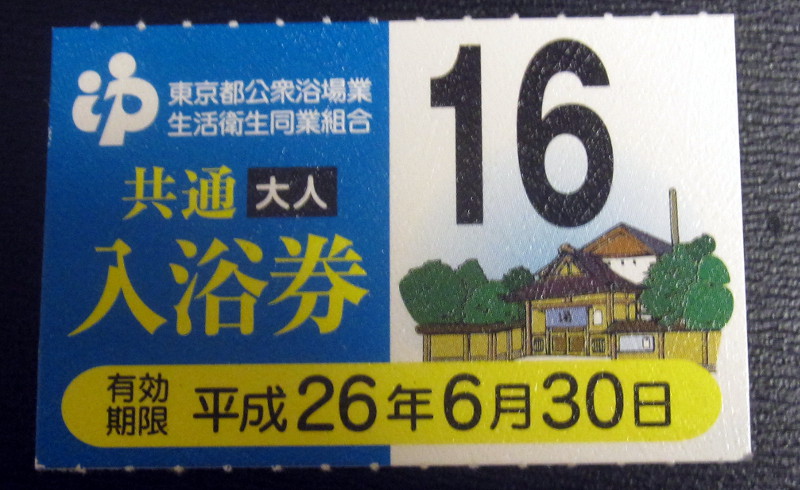 東京都公衆浴場業
生活衛生同業組合
共通 大人
入浴券
16
湯
有効
期限
平成26年6月30日